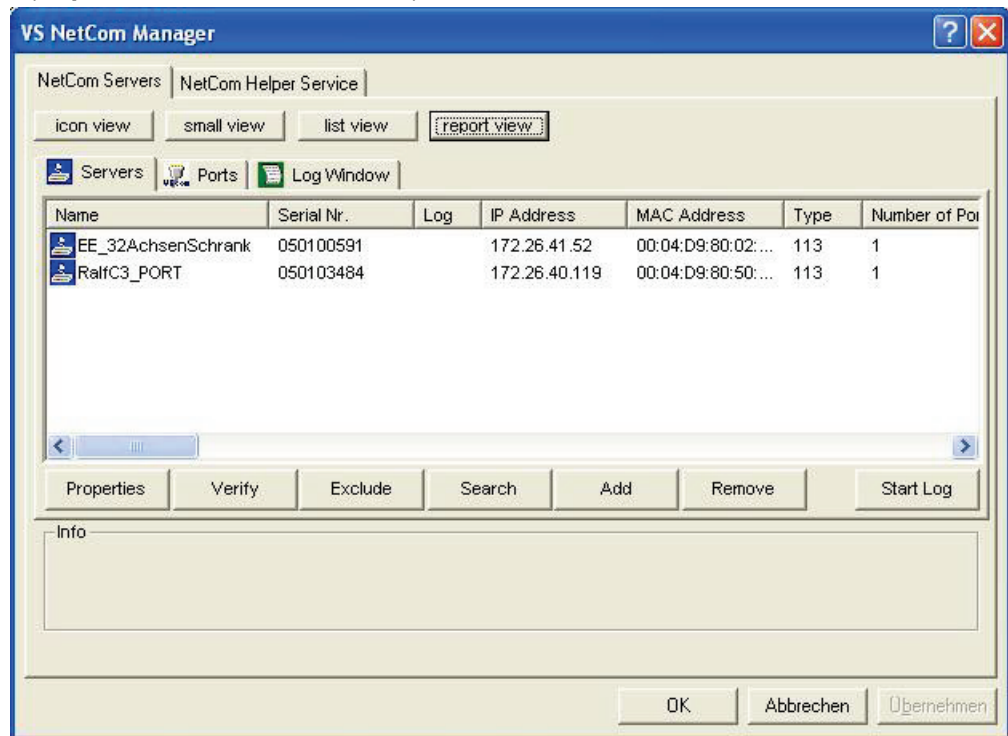 VS NetCom Manager
NetCom Servers NetCom Helper Service
icon view small view list view report view
Servers Ports Log Window
Name Serial Nr. Log IP Address MAC Address Type Number of Por
EE_32AchsenSchrank 050100591 172.26.41.52 00:04:D9:80:02:... 113 1
RalfC3_PORT 050103484 172.26.40.119 00:04:D9:80:50:... 113 1
Properties Verify Exclude Search Add Remove Start Log
Info
OK Abbrechen Übernehmen